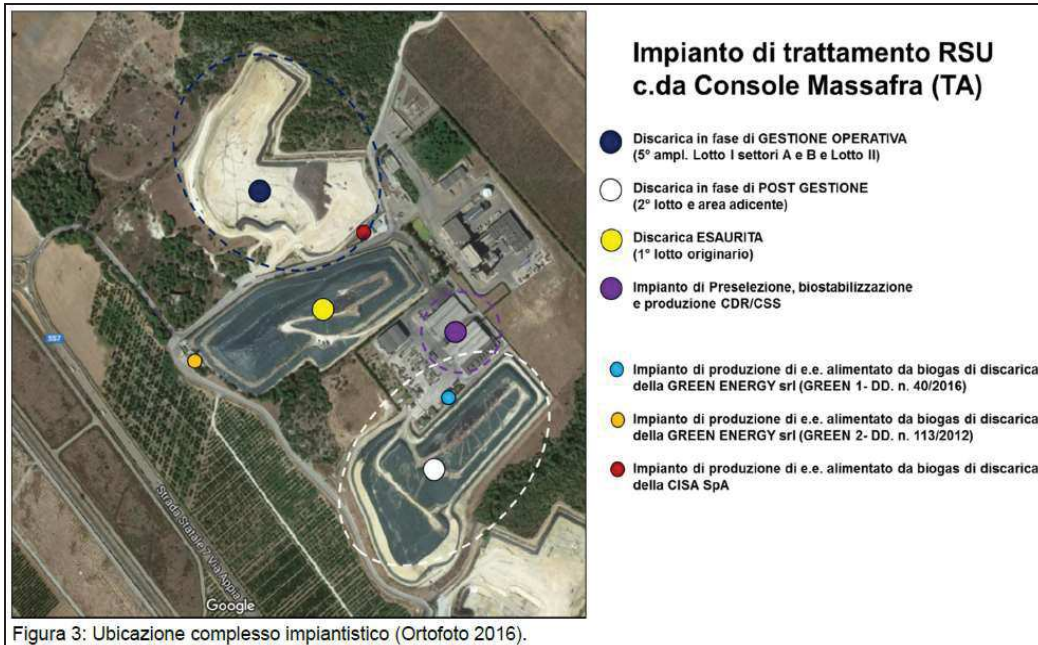 Impianto di trattamento RSU
c.da Console Massafra (TA)
Discarica in fase di GESTIONE OPERATIVA
(5° ampl. Lotto I settori A e B e Lotto II)
Discarica in fase di POST GESTIONE
(2° lotto e area adicente)
Discarica ESAURITA
(1° lotto originario)
Impianto di Preselezione, biostabilizzazione
e produzione CDR/CSS
Impianto di produzione di e.e. alimentato da biogas di discarica
della GREEN ENERGY srl (GREEN 1- DD. n. 40/2016)
Impianto di produzione di e.e. alimentato da biogas di discarica
della GREEN ENERGY srl (GREEN 2- DD. n. 113/2012)
Impianto di produzione di e.e. alimentato da biogas di discarica
della CISA SpA
Strada Statale 7 Via Appia
Google
Figura 3: Ubicazione complesso impiantistico (Ortofoto 2016).